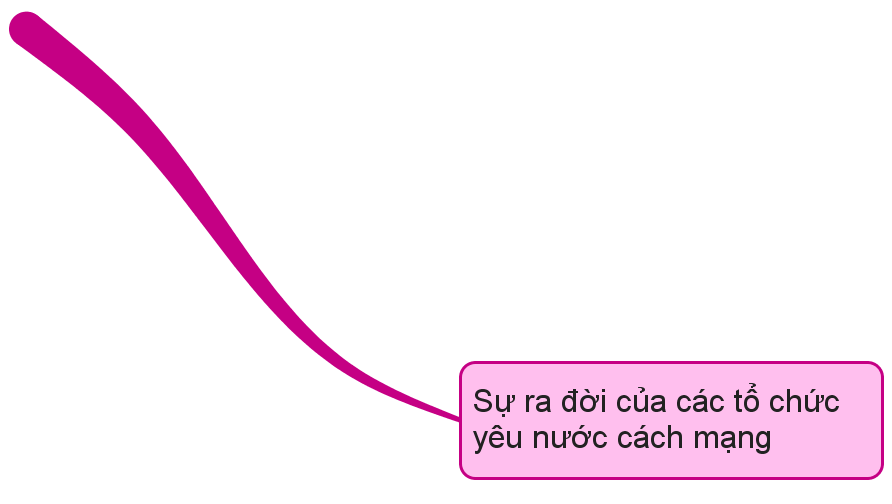 Sự ra đời của các tổ chức
yêu nước cách mạng